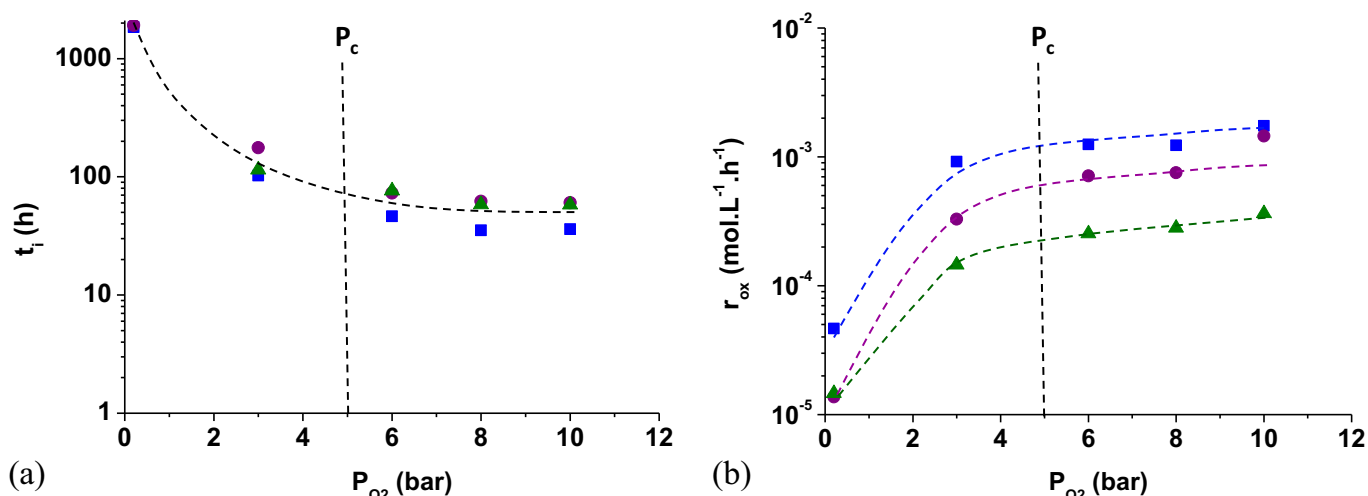 P_c
1000
100
10
1
t_i (h)
0 2 4 6 8 10 12
P_O2 (bar)
(a)
P_c
10^-2
10^-3
10^-4
10^-5
r_ox (mol.L^-1.h^-1)
0 2 4 6 8 10 12
P_O2 (bar)
(b)